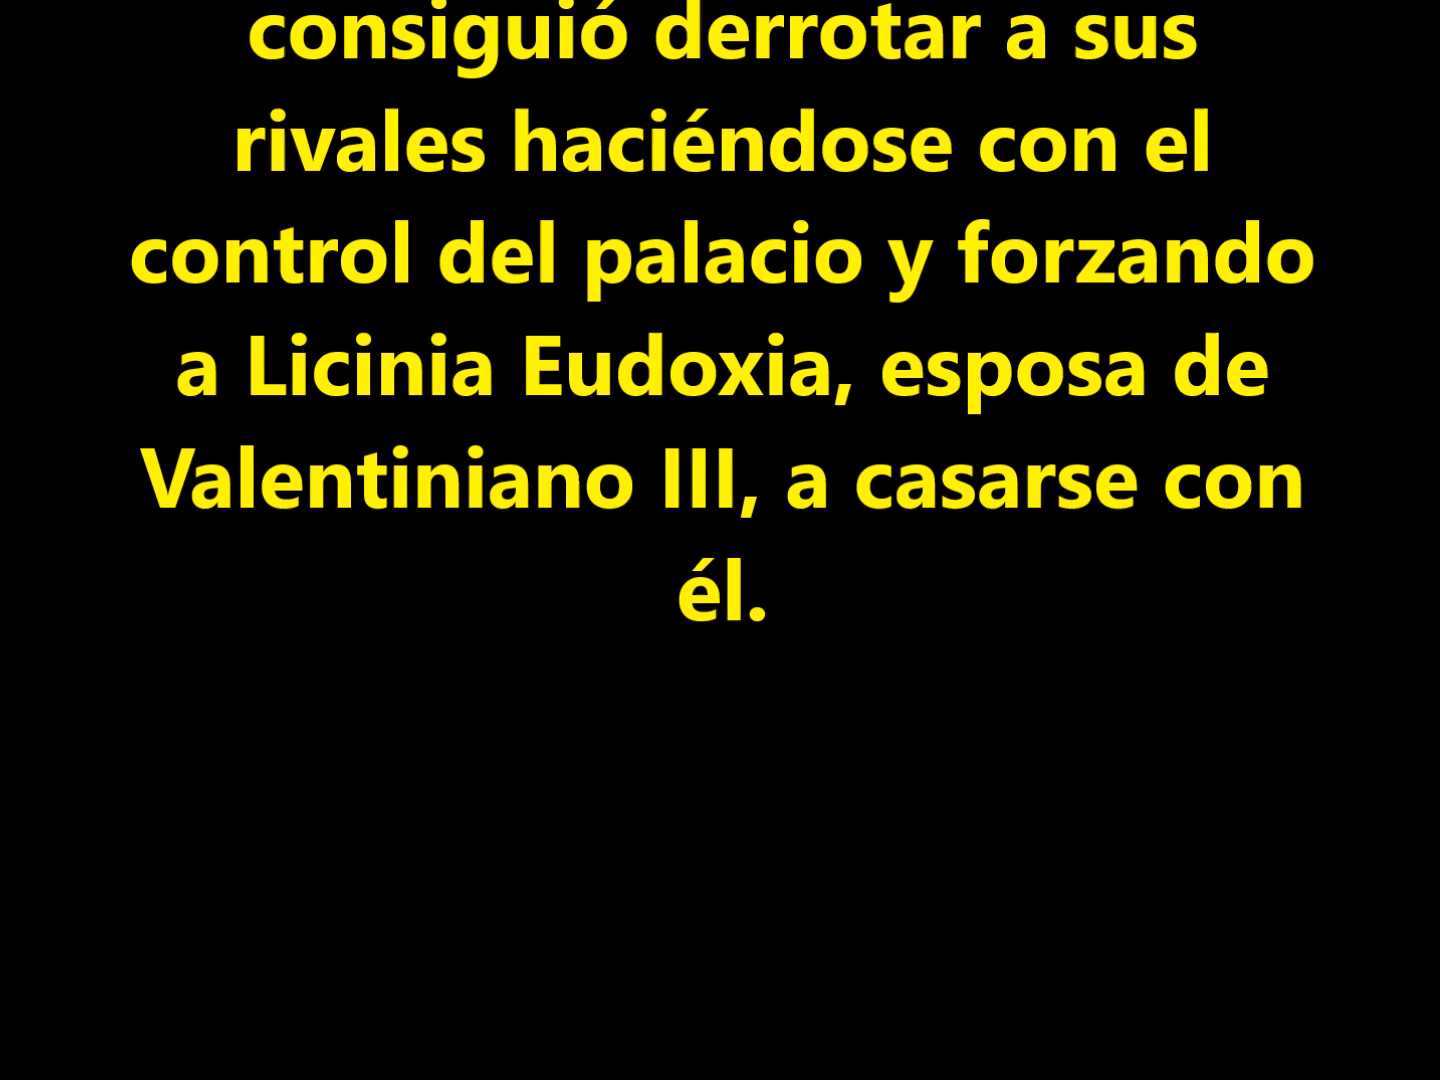 consiguió derrotar a sus
rivales haciéndose con el
control del palacio y forzando
a Licinia Eudoxia, esposa de
Valentiniano III, a casarse con
él.